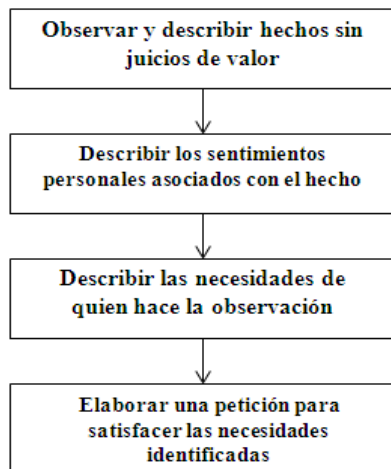 Observar y describir hechos sin
juicios de valor
Describir los sentimientos
personales asociados con el hecho
Describir las necesidades de
quien hace la observación
Elaborar una petición para
satisfacer las necesidades
identificadas